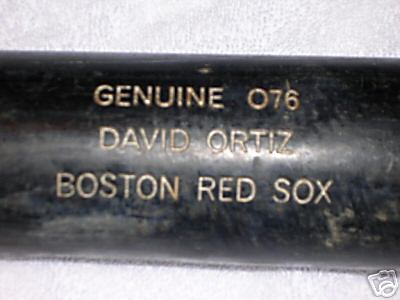 GENUINE O76
DAVID ORTIZ
BOSTON RED SOX